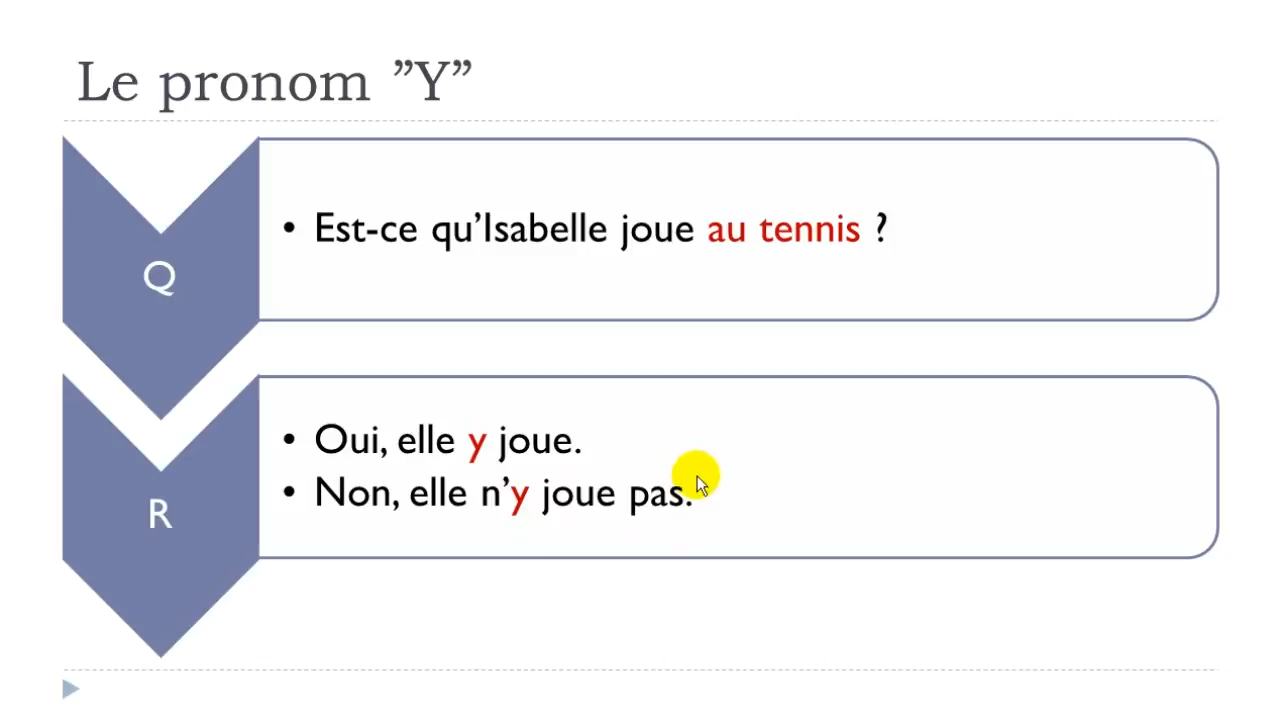 Le pronom ”Y”
Q
• Est-ce qu’Isabelle joue au tennis ?
R
• Oui, elle y joue.
• Non, elle n’y joue pas.